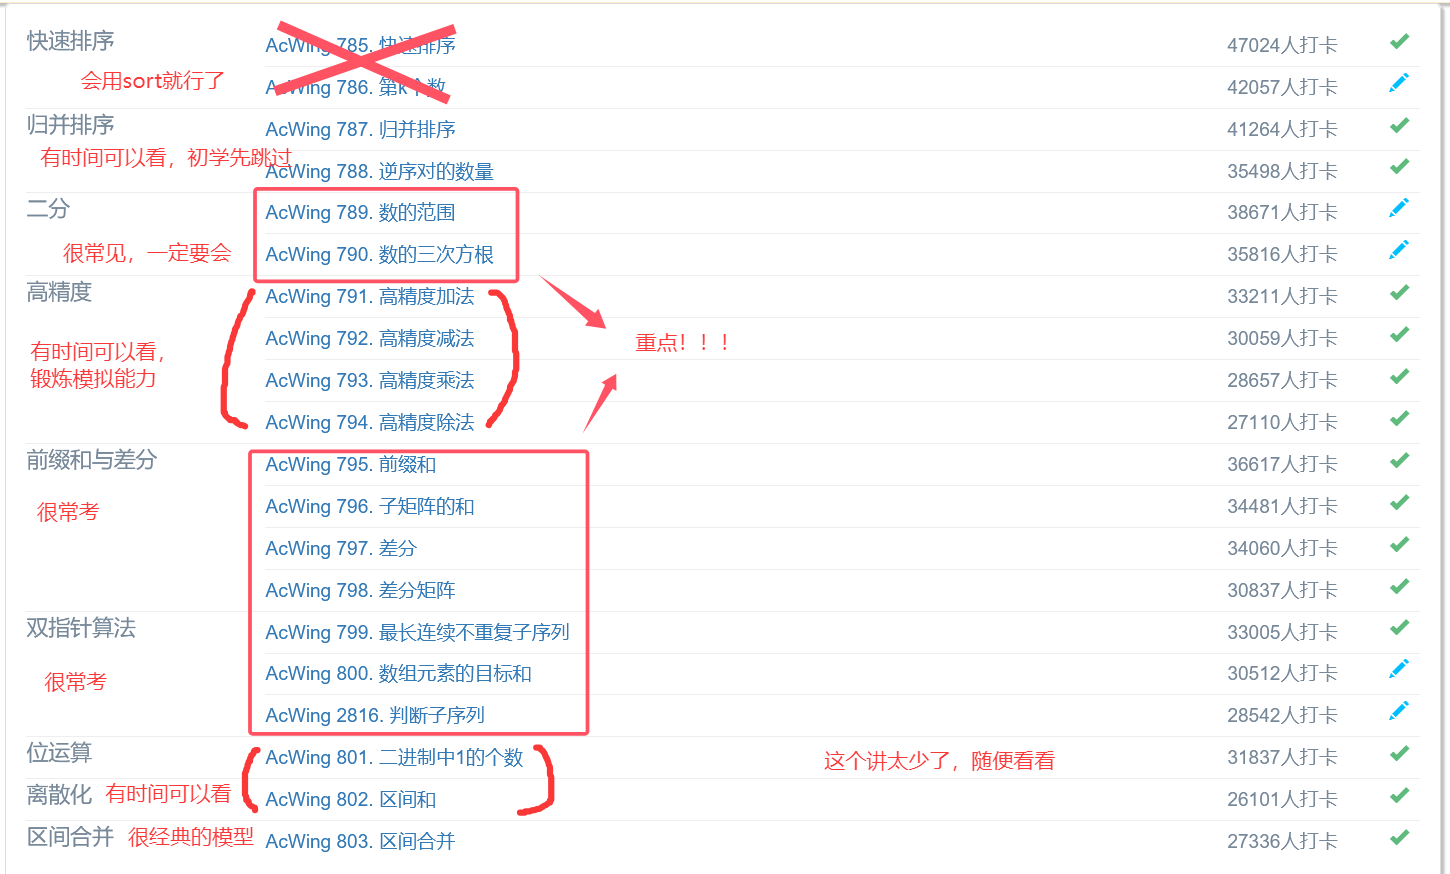 快速排序 AcWing 785. 快速排序 47024人打卡
会用sort就行了 AcWing 786. 第k个数 42057人打卡
归并排序 AcWing 787. 归并排序 41264人打卡
有时间可以看，初学先跳过 AcWing 788. 逆序对的数量 35498人打卡
二分 AcWing 789. 数的范围 38671人打卡
很常见，一定要会 AcWing 790. 数的三次方根 35816人打卡
高精度 AcWing 791. 高精度加法 33211人打卡
AcWing 792. 高精度减法 30059人打卡
重点！！！
有时间可以看，
锻炼模拟能力 AcWing 793. 高精度乘法 28657人打卡
AcWing 794. 高精度除法 27110人打卡
前缀和与差分 AcWing 795. 前缀和 36617人打卡
很常考 AcWing 796. 子矩阵的和 34481人打卡
AcWing 797. 差分 34060人打卡
AcWing 798. 差分矩阵 30837人打卡
双指针算法 AcWing 799. 最长连续不重复子序列 33005人打卡
很常考 AcWing 800. 数组元素的目标和 30512人打卡
AcWing 2816. 判断子序列 28542人打卡
位运算 AcWing 801. 二进制中1的个数 这个讲太少了，随便看看 31837人打卡
离散化 有时间可以看 AcWing 802. 区间和 26101人打卡
区间合并 很经典的模型 AcWing 803. 区间合并 27336人打卡